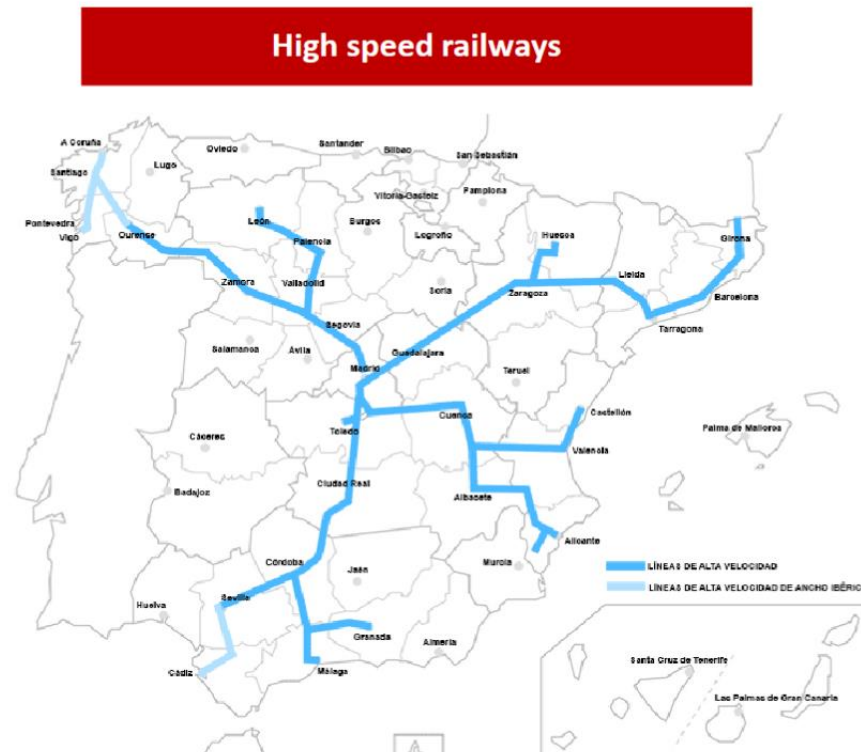 High speed railways
A Coruña
Lugo
Oviedo
Santander
Bilbao
San Sebastián
Santiago
Vitoria-Gasteiz
Pamplona
Pontevedra
Vigo
Ourense
León
Palencia
Burgos
Logroño
Huesca
Girona
Zamora
Valladolid
Soria
Zaragoza
Lleida
Barcelona
Tarragona
Segovia
Salamanca
Ávila
Guadalajara
Madrid
Teruel
Cuenca
Castellón
Toledo
Palma de Mallorca
Cáceres
Valencia
Ciudad Real
Badajoz
Albacete
Alicante
Córdoba
Jaén
Murcia
LÍNEAS DE ALTA VELOCIDAD
LÍNEAS DE ALTA VELOCIDAD DE ANCHO IBÉRIC
Sevilla
Huelva
Granada
Almería
Cádiz
Málaga
Santa Cruz de Tenerife
Las Palmas de Gran Canaria